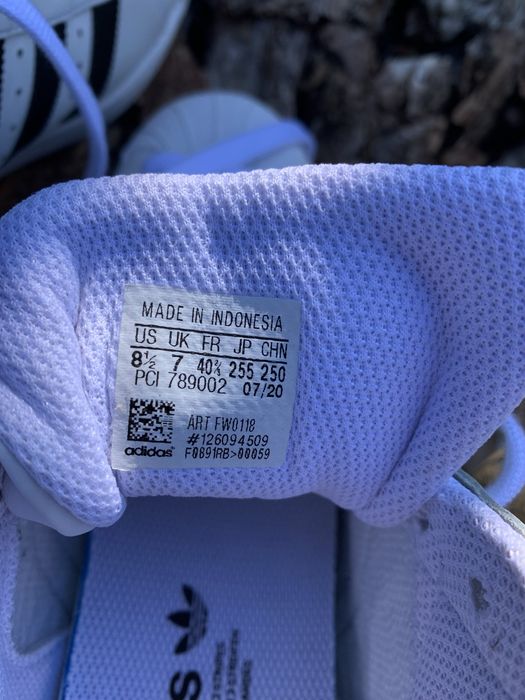 MADE IN INDONESIA
US UK FR JP CHN
8½ 7 40⅔ 255 250
PCI 789002 07/20
ART FW0118
#126094509
adidas F0891RB>00059